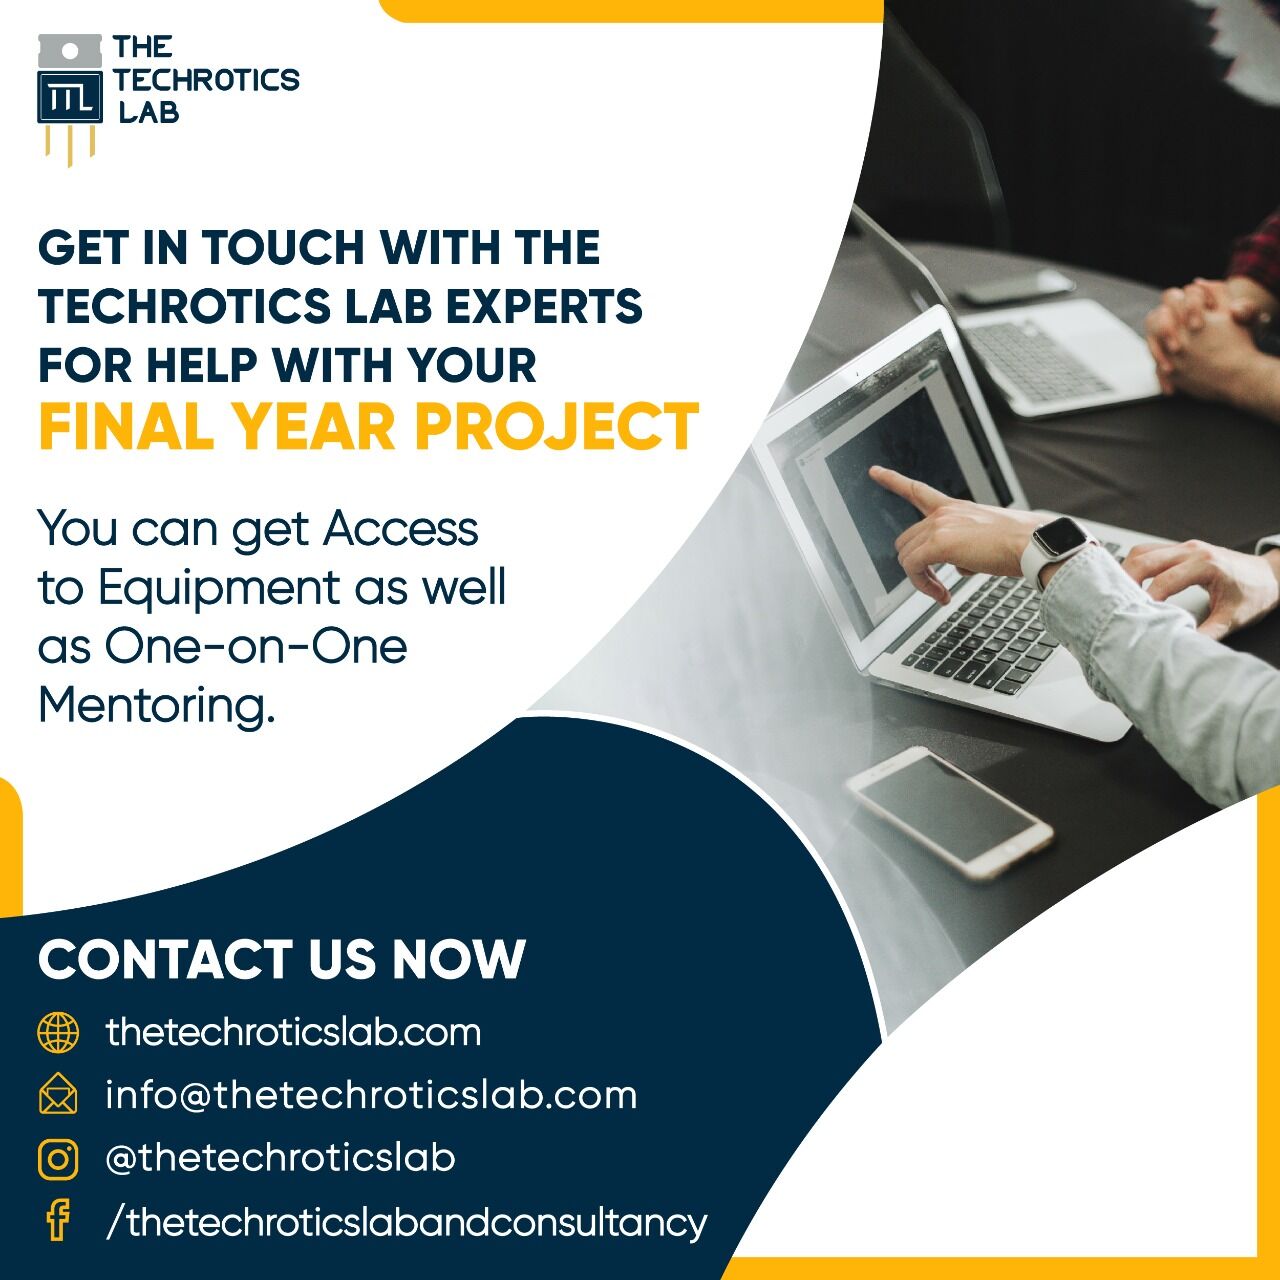 THE
TECHROTICS
LAB
TTL
GET IN TOUCH WITH THE
TECHROTICS LAB EXPERTS
FOR HELP WITH YOUR
FINAL YEAR PROJECT
You can get Access
to Equipment as well
as One-on-One
Mentoring.
CONTACT US NOW
thetechroticslab.com
info@thetechroticslab.com
@thetechroticslab
/thetechroticslabandconsultancy